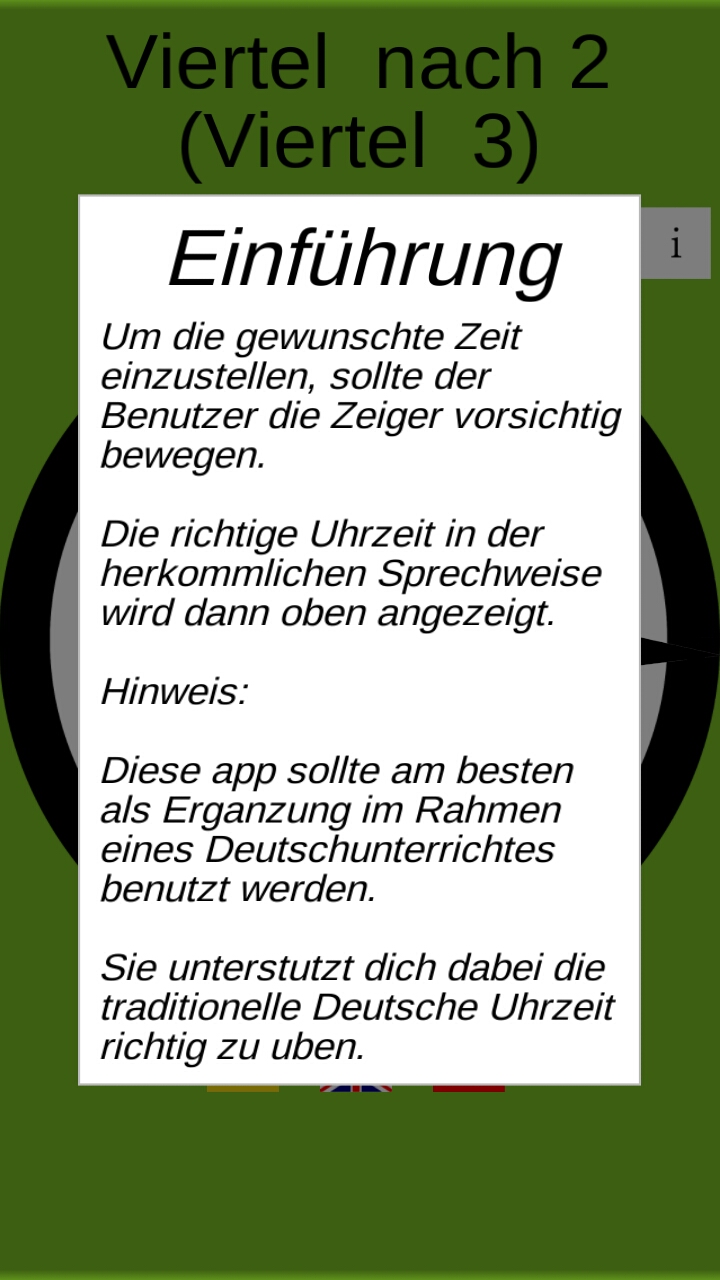 Viertel nach 2
(Viertel 3)
i
Einführung
Um die gewunschte Zeit
einzustellen, sollte der
Benutzer die Zeiger vorsichtig
bewegen.
Die richtige Uhrzeit in der
herkommlichen Sprechweise
wird dann oben angezeigt.
Hinweis:
Diese app sollte am besten
als Erganzung im Rahmen
eines Deutschunterrichtes
benutzt werden.
Sie unterstutzt dich dabei die
traditionelle Deutsche Uhrzeit
richtig zu uben.